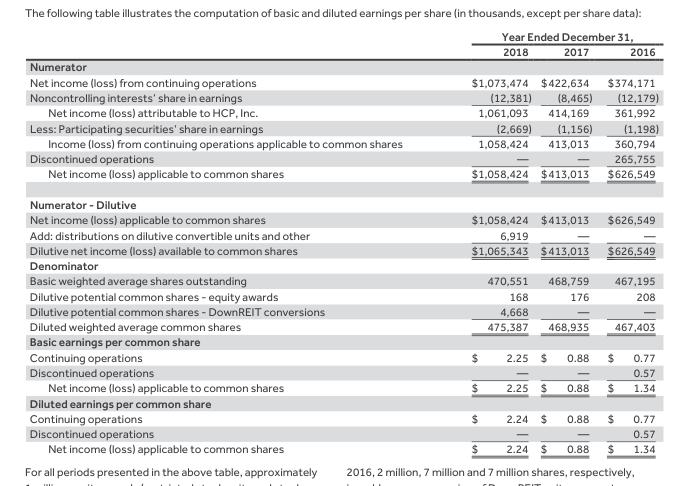 The following table illustrates the computation of basic and diluted earnings per share (in thousands, except per share data):
Year Ended December 31,
2018 2017 2016
Numerator
Net income (loss) from continuing operations $1,073,474 $422,634 $374,171
Noncontrolling interests' share in earnings (12,381) (8,465) (12,179)
Net income (loss) attributable to HCP, Inc. 1,061,093 414,169 361,992
Less: Participating securities' share in earnings (2,669) (1,156) (1,198)
Income (loss) from continuing operations applicable to common shares 1,058,424 413,013 360,794
Discontinued operations — — 265,755
Net income (loss) applicable to common shares $1,058,424 $413,013 $626,549
Numerator - Dilutive
Net income (loss) applicable to common shares $1,058,424 $413,013 $626,549
Add: distributions on dilutive convertible units and other 6,919 — —
Dilutive net income (loss) available to common shares $1,065,343 $413,013 $626,549
Denominator
Basic weighted average shares outstanding 470,551 468,759 467,195
Dilutive potential common shares - equity awards 168 176 208
Dilutive potential common shares - DownREIT conversions 4,668 — —
Diluted weighted average common shares 475,387 468,935 467,403
Basic earnings per common share
Continuing operations $ 2.25 $ 0.88 $ 0.77
Discontinued operations — — 0.57
Net income (loss) applicable to common shares $ 2.25 $ 0.88 $ 1.34
Diluted earnings per common share
Continuing operations $ 2.24 $ 0.88 $ 0.77
Discontinued operations — — 0.57
Net income (loss) applicable to common shares $ 2.24 $ 0.88 $ 1.34
For all periods presented in the above table, approximately
2016, 2 million, 7 million and 7 million shares, respectively,